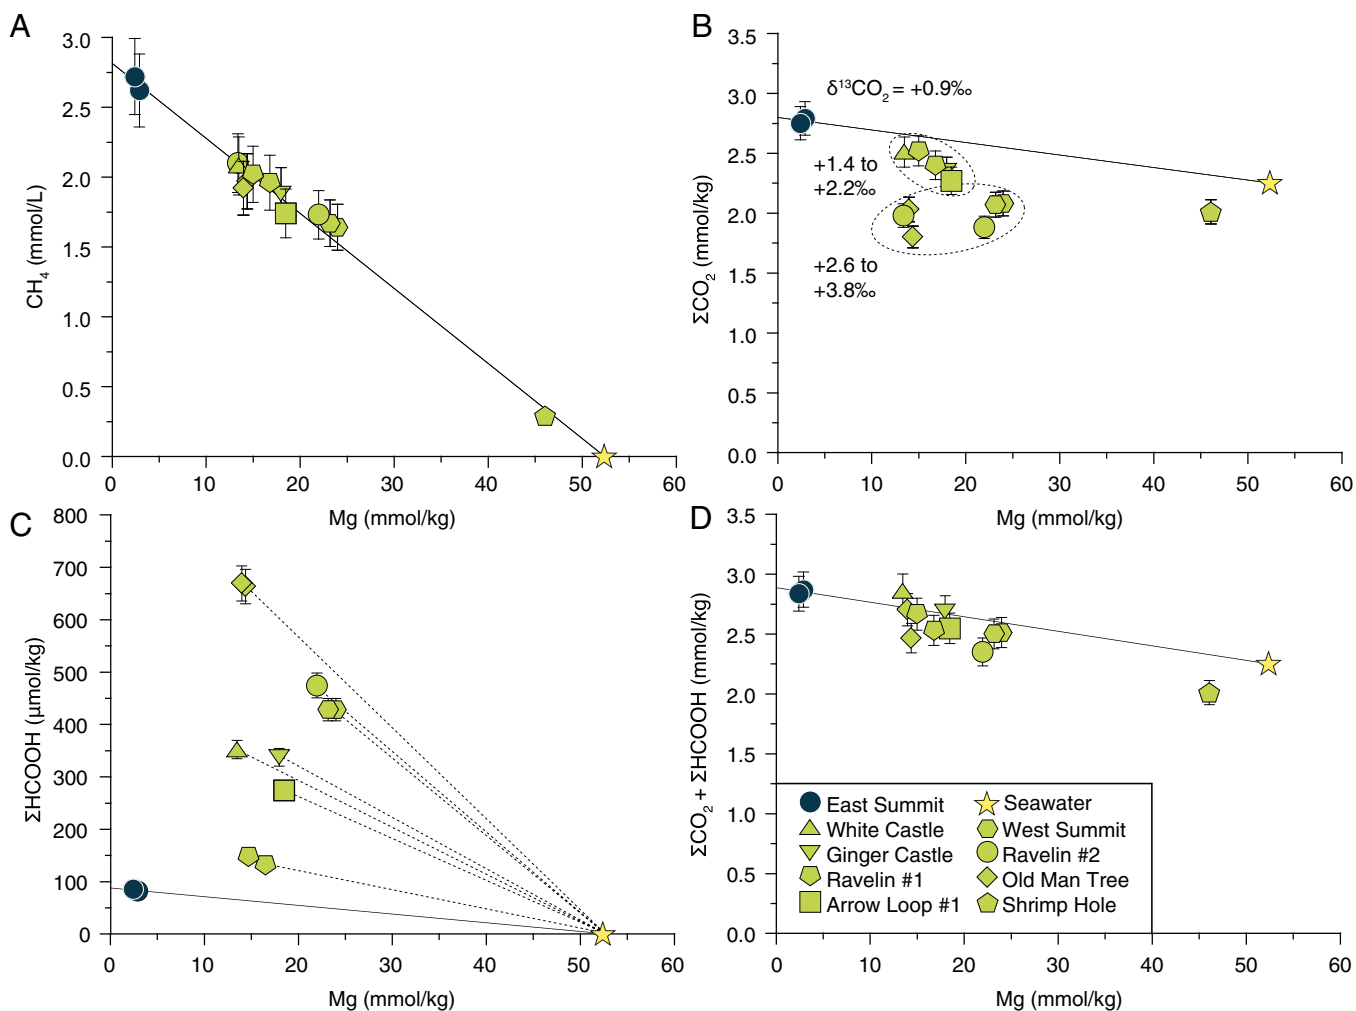 A
3.0
2.5
2.0
1.5
1.0
0.5
0.0
CH₄ (mmol/L)
0 10 20 30 40 50 60
Mg (mmol/kg)
B
3.5
3.0
2.5
2.0
1.5
1.0
0.5
0.0
ΣCO₂ (mmol/kg)
δ¹³CO₂ = +0.9‰
+1.4 to
+2.2‰
+2.6 to
+3.8‰
0 10 20 30 40 50 60
Mg (mmol/kg)
C
800
700
600
500
400
300
200
100
0
ΣHCOOH (μmol/kg)
0 10 20 30 40 50 60
Mg (mmol/kg)
D
3.5
3.0
2.5
2.0
1.5
1.0
0.5
0.0
ΣCO₂ + ΣHCOOH (mmol/kg)
East Summit
White Castle
Ginger Castle
Ravelin #1
Arrow Loop #1
Seawater
West Summit
Ravelin #2
Old Man Tree
Shrimp Hole
0 10 20 30 40 50 60
Mg (mmol/kg)